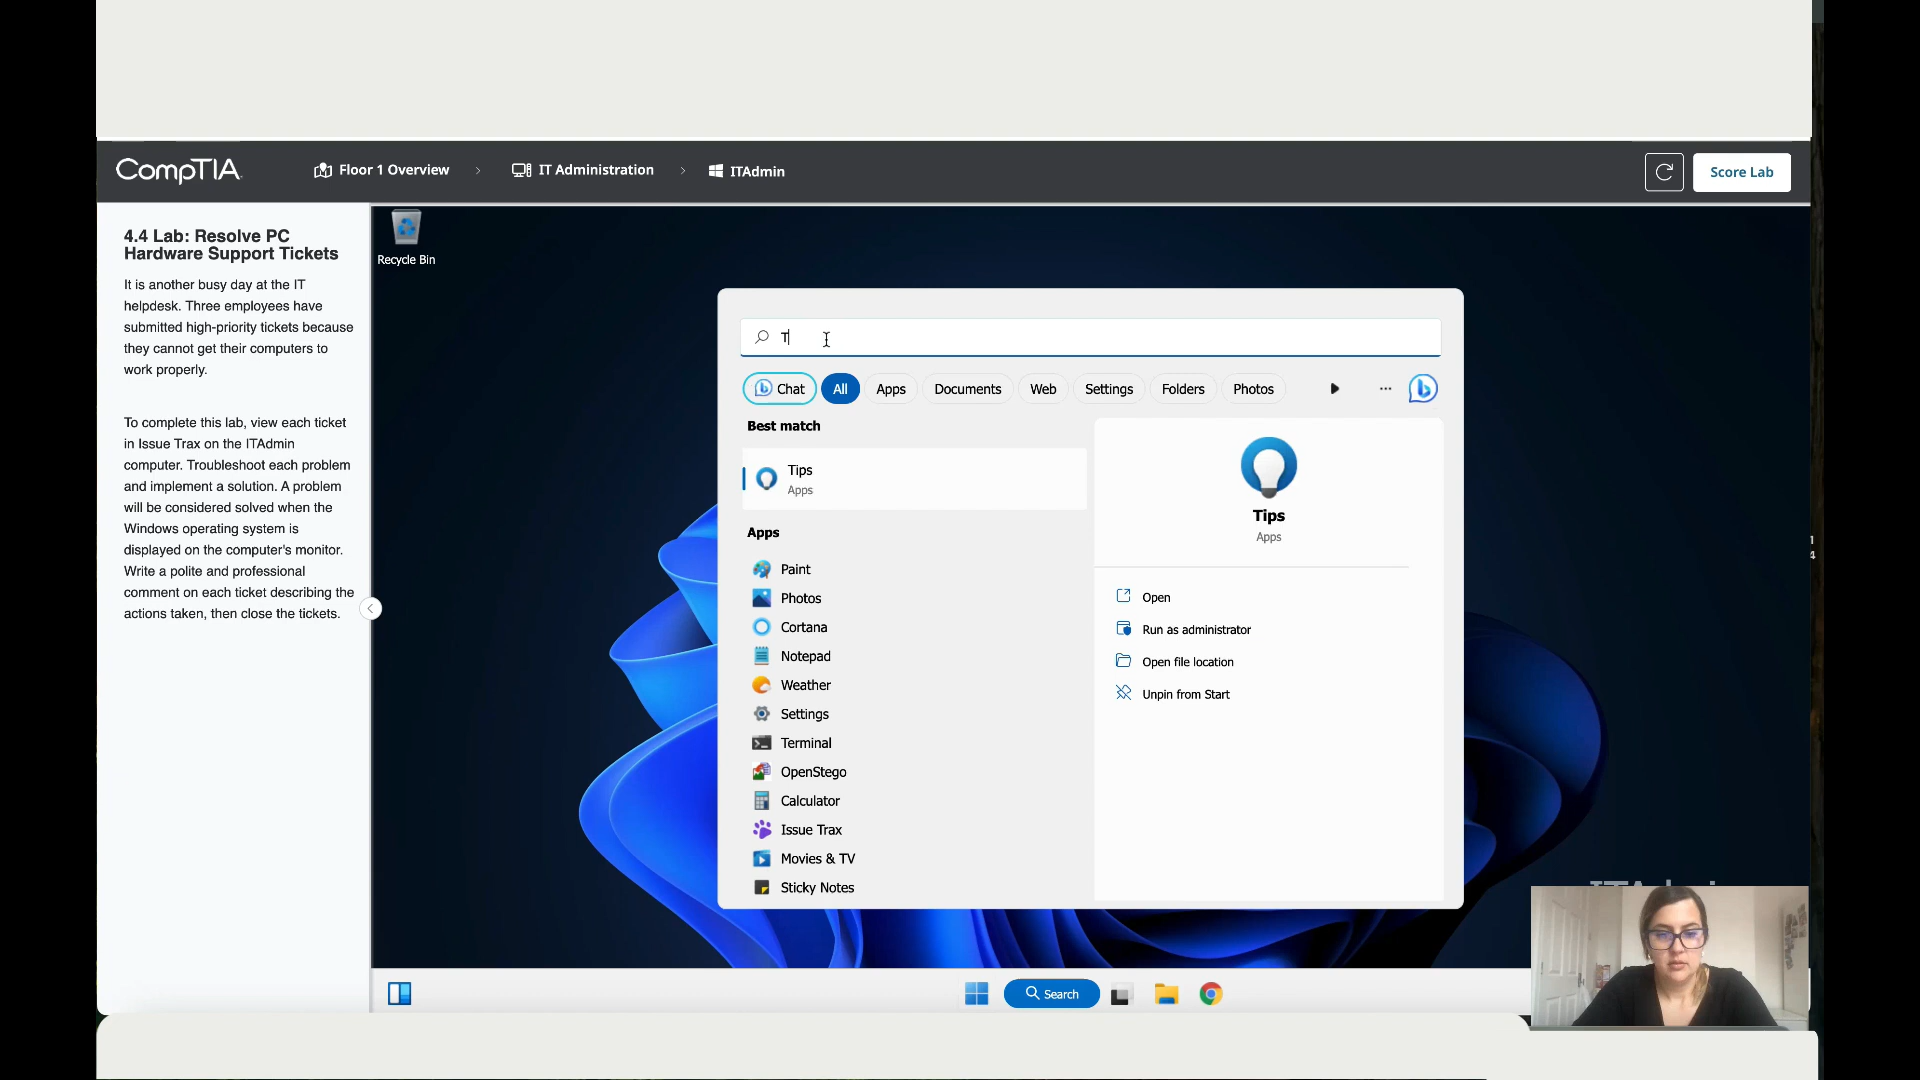 CompTIA.
Floor 1 Overview
IT Administration
ITAdmin
Score Lab
4.4 Lab: Resolve PC
Hardware Support Tickets
It is another busy day at the IT
helpdesk. Three employees have
submitted high-priority tickets because
they cannot get their computers to
work properly.
To complete this lab, view each ticket
in Issue Trax on the ITAdmin
computer. Troubleshoot each problem
and implement a solution. A problem
will be considered solved when the
Windows operating system is
displayed on the computer's monitor.
Write a polite and professional
comment on each ticket describing the
actions taken, then close the tickets.
Recycle Bin
T
Chat
All
Apps
Documents
Web
Settings
Folders
Photos
Best match
Tips
Apps
Apps
Paint
Photos
Cortana
Notepad
Weather
Settings
Terminal
OpenStego
Calculator
Issue Trax
Movies & TV
Sticky Notes
Tips
Apps
Open
Run as administrator
Open file location
Unpin from Start
Search